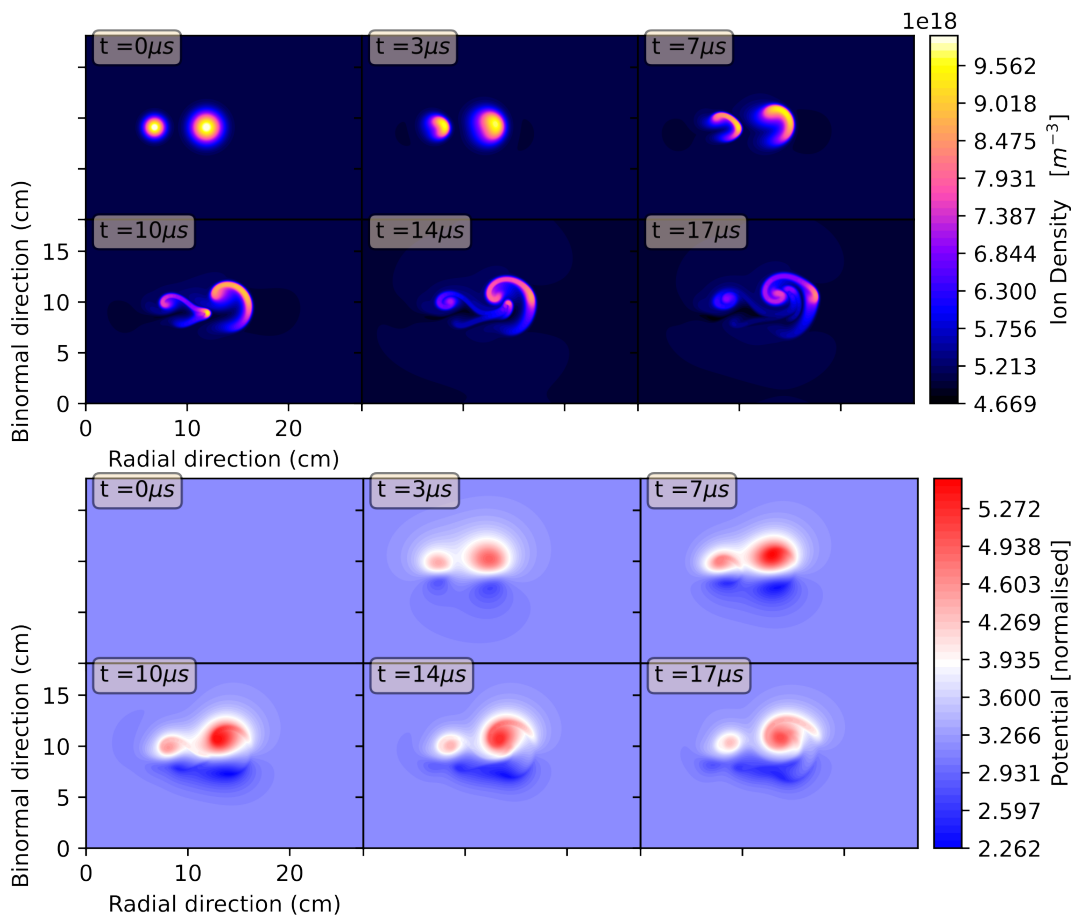 1e18
t =0μs
t =3μs
t =7μs
t =10μs
t =14μs
t =17μs
Binormal direction (cm)
15
10
5
0
0
10
20
Radial direction (cm)
9.562
9.018
8.475
7.931
7.387
6.844
6.300
5.756
5.213
4.669
Ion Density [m⁻³]
t =0μs
t =3μs
t =7μs
t =10μs
t =14μs
t =17μs
Binormal direction (cm)
15
10
5
0
0
10
20
Radial direction (cm)
5.272
4.938
4.603
4.269
3.935
3.600
3.266
2.931
2.597
2.262
Potential [normalised]